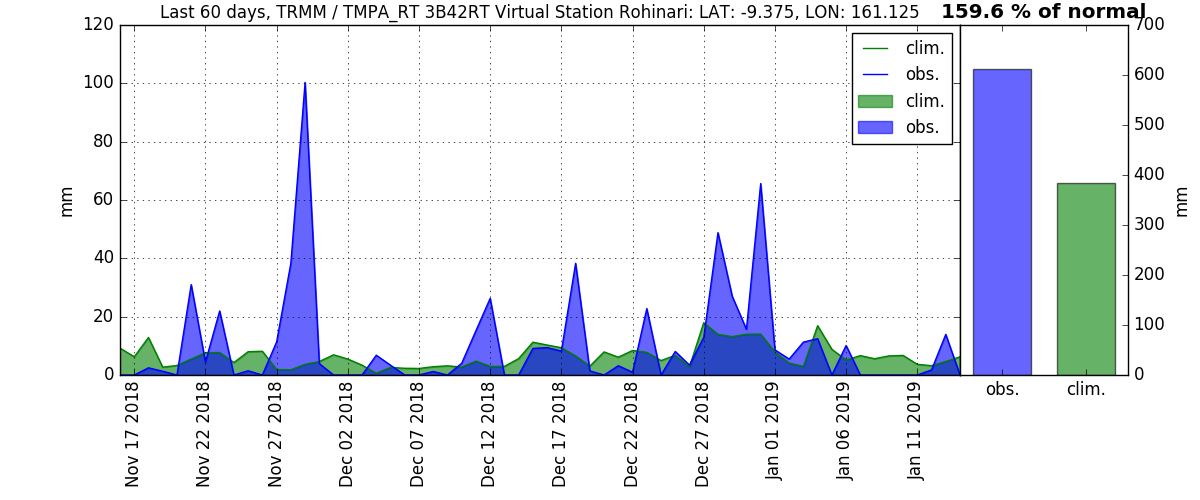 Last 60 days, TRMM / TMPA_RT 3B42RT Virtual Station Rohinari: LAT: -9.375, LON: 161.125
159.6 % of normal
120
100
80
60
40
20
0
mm
clim.
obs.
clim.
obs.
Nov 17 2018
Nov 22 2018
Nov 27 2018
Dec 02 2018
Dec 07 2018
Dec 12 2018
Dec 17 2018
Dec 22 2018
Dec 27 2018
Jan 01 2019
Jan 06 2019
Jan 11 2019
700
600
500
400
300
200
100
0
mm
obs.
clim.